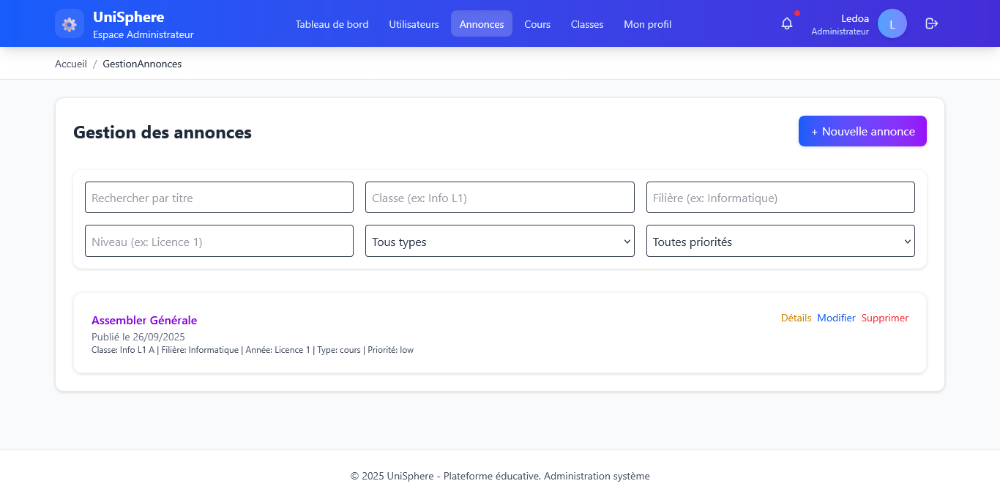 UniSphere
Espace Administrateur
Tableau de bord
Utilisateurs
Annonces
Cours
Classes
Mon profil
Ledoa
Administrateur
L
Accueil / GestionAnnonces
Gestion des annonces
+ Nouvelle annonce
Rechercher par titre
Classe (ex: Info L1)
Filière (ex: Informatique)
Niveau (ex: Licence 1)
Tous types
Toutes priorités
Assembler Générale
Détails Modifier Supprimer
Publié le 26/09/2025
Classe: Info L1 A | Filière: Informatique | Année: Licence 1 | Type: cours | Priorité: low
© 2025 UniSphere - Plateforme éducative. Administration système